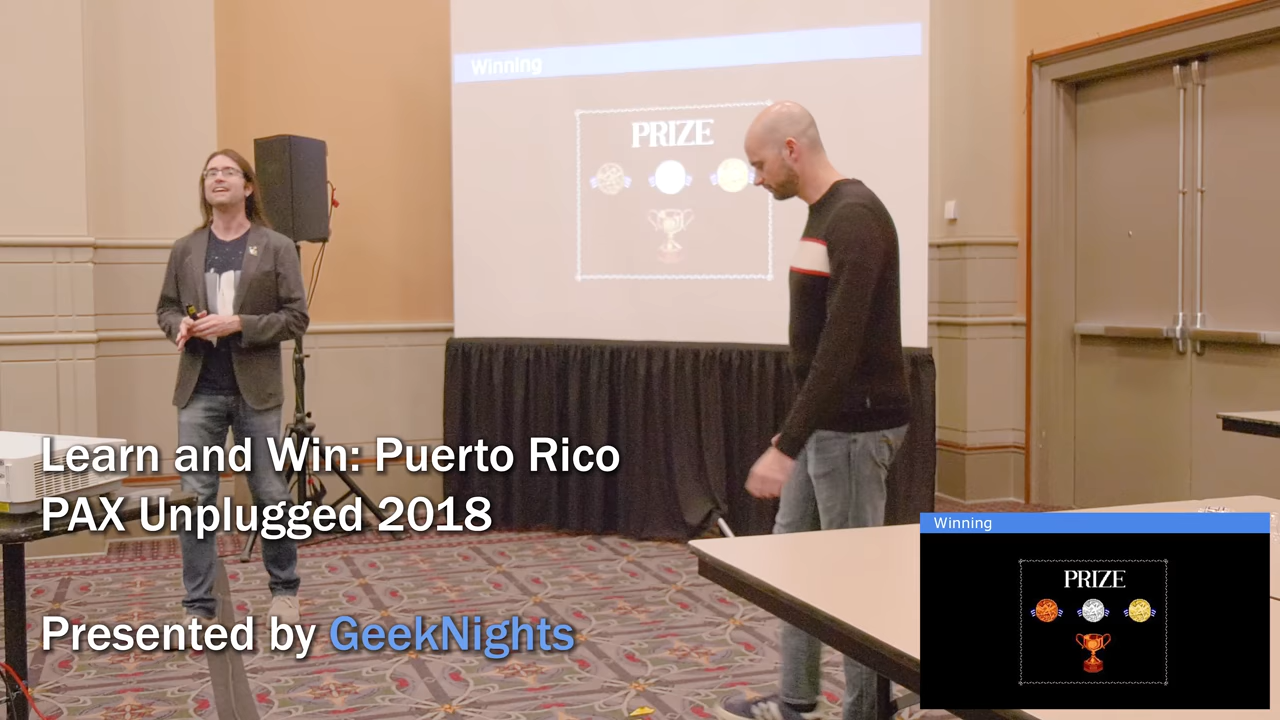 Winning
PRIZE
Learn and Win: Puerto Rico
PAX Unplugged 2018
Presented by GeekNights
Winning
PRIZE